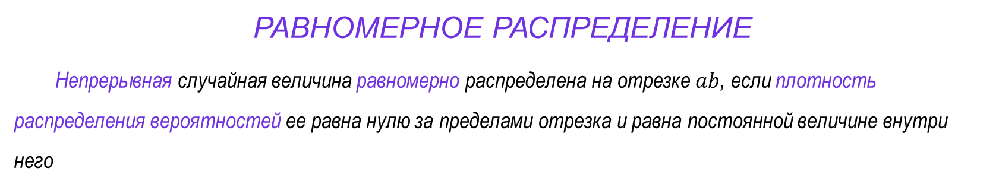 РАВНОМЕРНОЕ РАСПРЕДЕЛЕНИЕ
Непрерывная случайная величина равномерно распределена на отрезке ab, если плотность
распределения вероятностей ее равна нулю за пределами отрезка и равна постоянной величине внутри
него